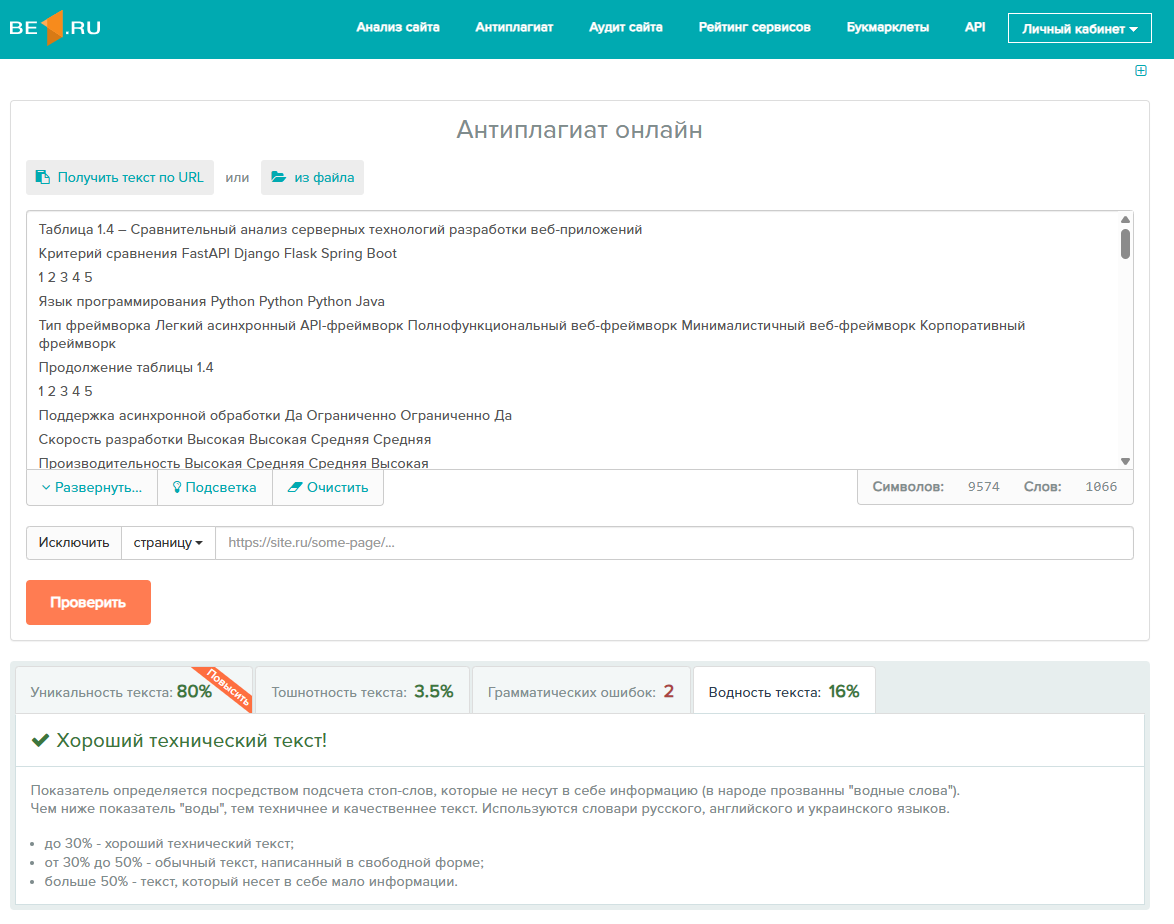 BE1.RU
Анализ сайта
Антиплагиат
Аудит сайта
Рейтинг сервисов
Букмарклеты
API
Личный кабинет
Антиплагиат онлайн
Получить текст по URL
или
из файла
Таблица 1.4 – Сравнительный анализ серверных технологий разработки веб-приложений
Критерий сравнения FastAPI Django Flask Spring Boot
1 2 3 4 5
Язык программирования Python Python Python Java
Тип фреймворка Легкий асинхронный API-фреймворк Полнофункциональный веб-фреймворк Минималистичный веб-фреймворк Корпоративный
фреймворк
Продолжение таблицы 1.4
1 2 3 4 5
Поддержка асинхронной обработки Да Ограниченно Ограниченно Да
Скорость разработки Высокая Высокая Средняя Средняя
Производительность Высокая Средняя Средняя Высокая
Развернуть...
Подсветка
Очистить
Символов: 9574 Слов: 1066
Исключить
страницу
https://site.ru/some-page/...
Проверить
Уникальность текста: 80%
Повысить
Тошнотность текста: 3.5%
Грамматических ошибок: 2
Водность текста: 16%
Хороший технический текст!
Показатель определяется посредством подсчета стоп-слов, которые не несут в себе информацию (в народе прозванны "водные слова").
Чем ниже показатель "воды", тем техничнее и качественнее текст. Используются словари русского, английского и украинского языков.
до 30% - хороший технический текст;
от 30% до 50% - обычный текст, написанный в свободной форме;
больше 50% - текст, который несет в себе мало информации.